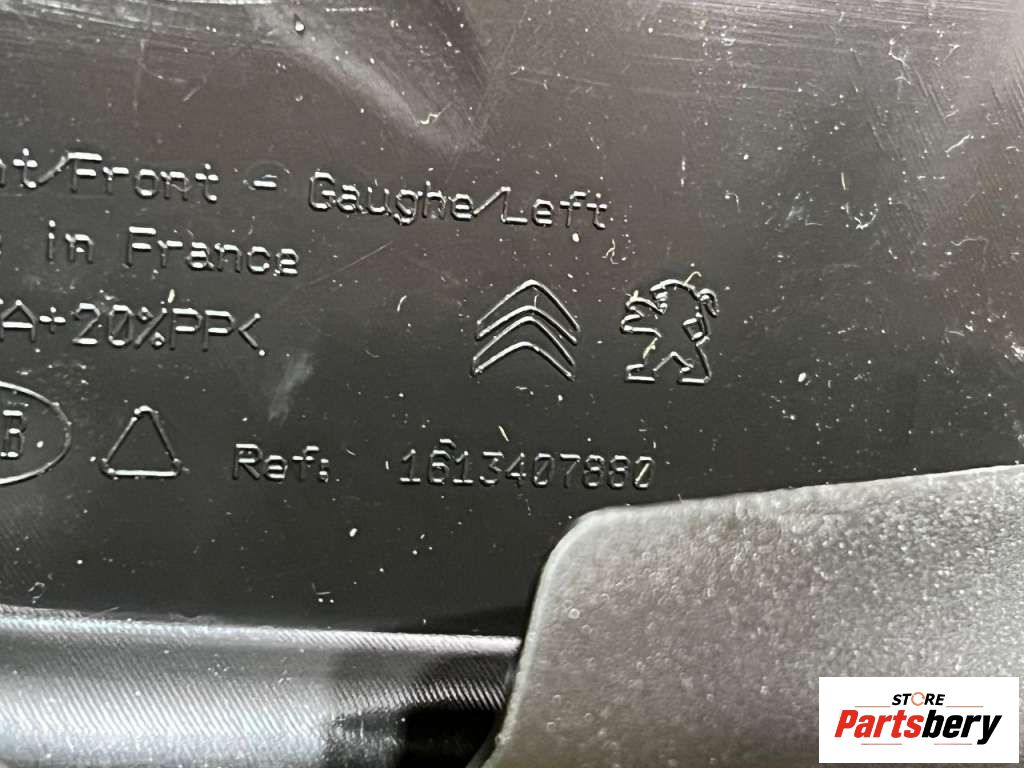 nt/Front - Gaughe/Left
in France
A+20%PP<
B
Ref: 1613407880
STORE
Partsbery